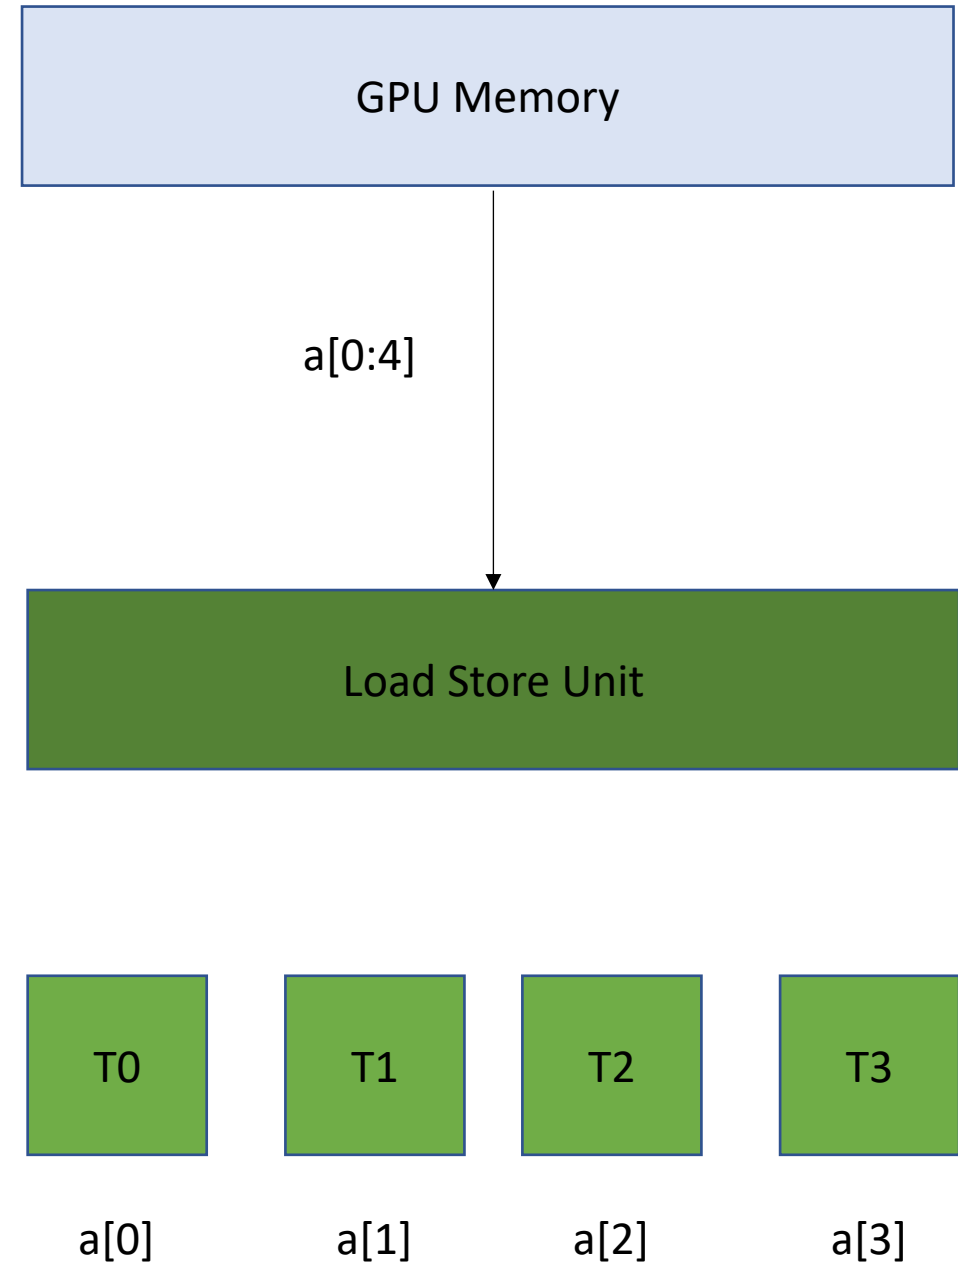 GPU Memory
a[0:4]
Load Store Unit
T0 T1 T2 T3
a[0] a[1] a[2] a[3]